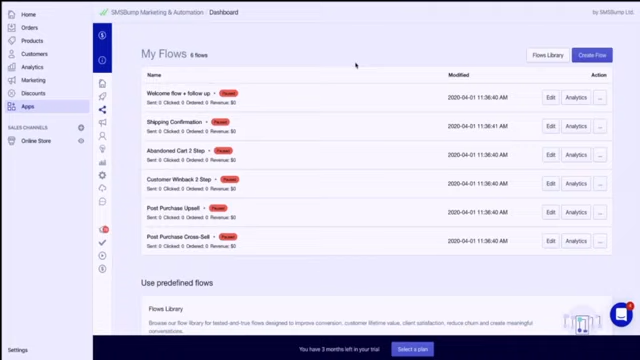 Home
Orders
Products
Customers
Analytics
Marketing
Discounts
Apps
SALES CHANNELS
Online Store
Settings
SMSBump Marketing & Automation / Dashboard
by SMSBump Ltd.
My Flows 6 flows
Flows Library
Create Flow
Name Modified Action
Welcome flow + follow up • Paused
Sent: 0 Clicked: 0 Ordered: 0 Revenue: $0
2020-04-01 11:36:40 AM Edit Analytics ...
Shipping Confirmation • Paused
Sent: 0 Clicked: 0 Ordered: 0 Revenue: $0
2020-04-01 11:36:41 AM Edit Analytics ...
Abandoned Cart 2 Step • Paused
Sent: 0 Clicked: 0 Ordered: 0 Revenue: $0
2020-04-01 11:36:40 AM Edit Analytics ...
Customer Winback 2 Step • Paused
Sent: 0 Clicked: 0 Ordered: 0 Revenue: $0
2020-04-01 11:36:40 AM Edit Analytics ...
Post Purchase Upsell • Paused
Sent: 0 Clicked: 0 Ordered: 0 Revenue: $0
2020-04-01 11:36:40 AM Edit Analytics ...
Post Purchase Cross-Sell • Paused
Sent: 0 Clicked: 0 Ordered: 0 Revenue: $0
2020-04-01 11:36:40 AM Edit Analytics ...
Use predefined flows
Flows Library
Browse our flow library for tested-and-true flows designed to improve conversion, customer lifetime value, client satisfaction, reduce churn and create meaningful
conversations.
You have 3 months left in your trial
Select a plan